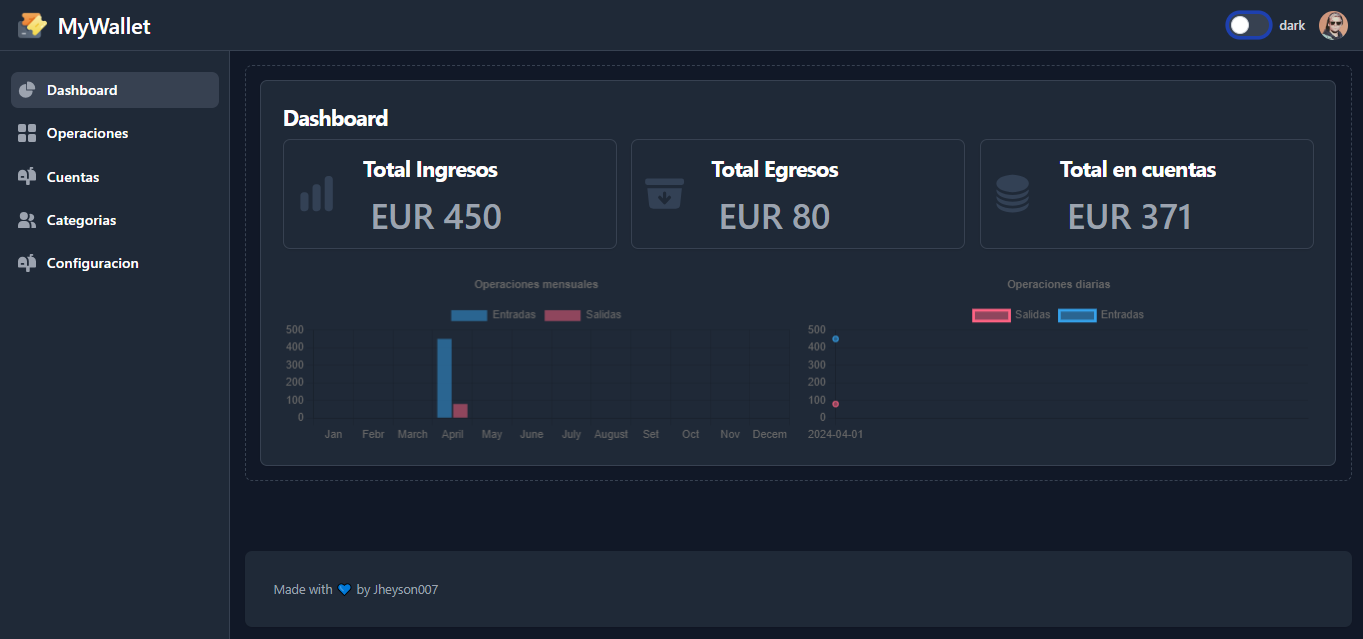 MyWallet
dark
Dashboard
Operaciones
Cuentas
Categorias
Configuracion
Dashboard
Total Ingresos
EUR 450
Total Egresos
EUR 80
Total en cuentas
EUR 371
Operaciones mensuales
Entradas Salidas
500
400
300
200
100
0
Jan Febr March April May June July August Set Oct Nov Decem
Operaciones diarias
Salidas Entradas
500
400
300
200
100
0
2024-04-01
Made with 💙 by Jheyson007